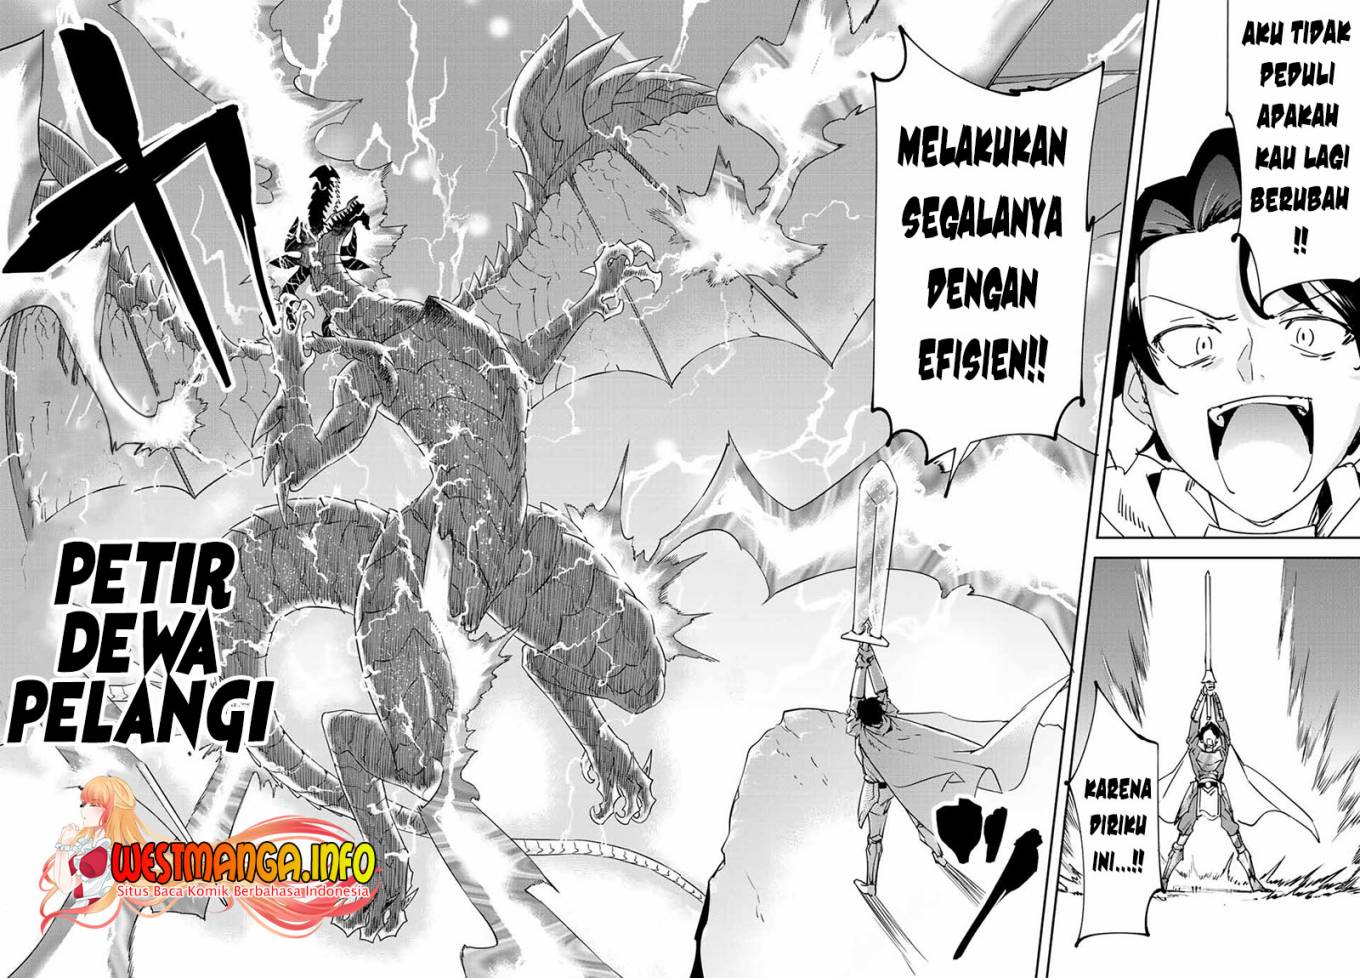 AKU TIDAK
PEDULI
APAKAH
KAU LAGI
BERUBAH
!!
KARENA
DIRIKU
INI...!!
MELAKUKAN
SEGALANYA
DENGAN
EFISIEN!!
PETIR
DEWA
PELANGI
WESTMANGA.INFO
Situs Baca Komik Berbahasa Indonesia